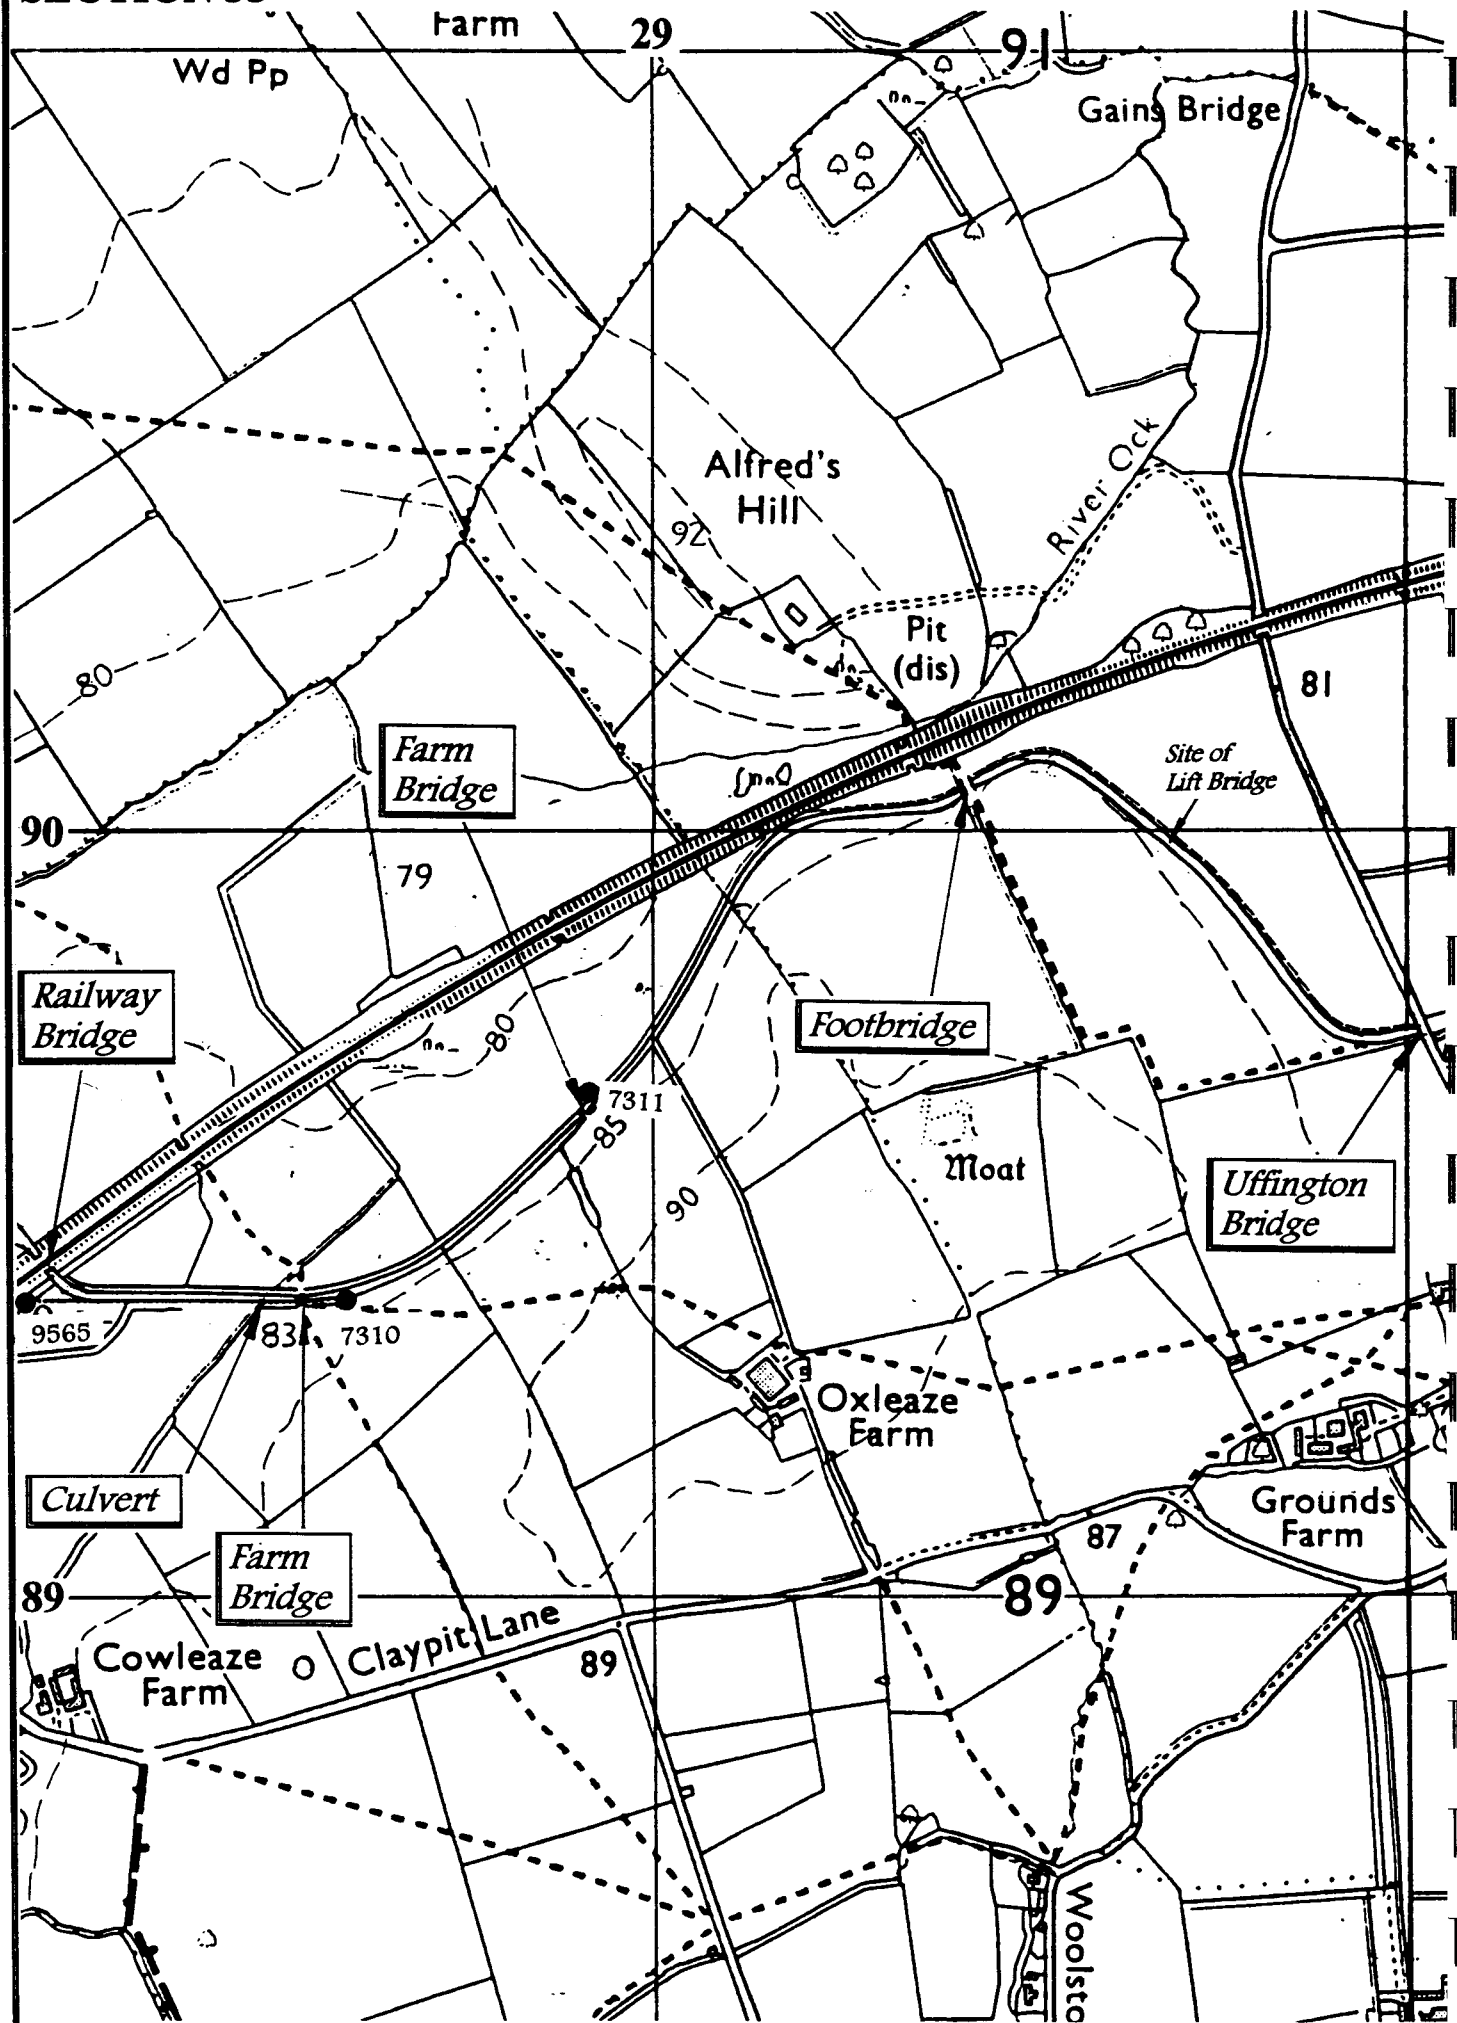 Farm
29
91
Wd Pp
Gains Bridge
Alfred's
Hill
River Ock
92
Pit
(dis)
80
81
Farm
Bridge
Site of
Lift Bridge
90
79
Railway
Bridge
80
Footbridge
7311
85
Moat
Uffington
Bridge
90
9565
83
7310
Oxleaze
Farm
Culvert
Grounds
Farm
87
Farm
Bridge
89
89
Claypit Lane
Cowleaze
Farm
89
Woolsto